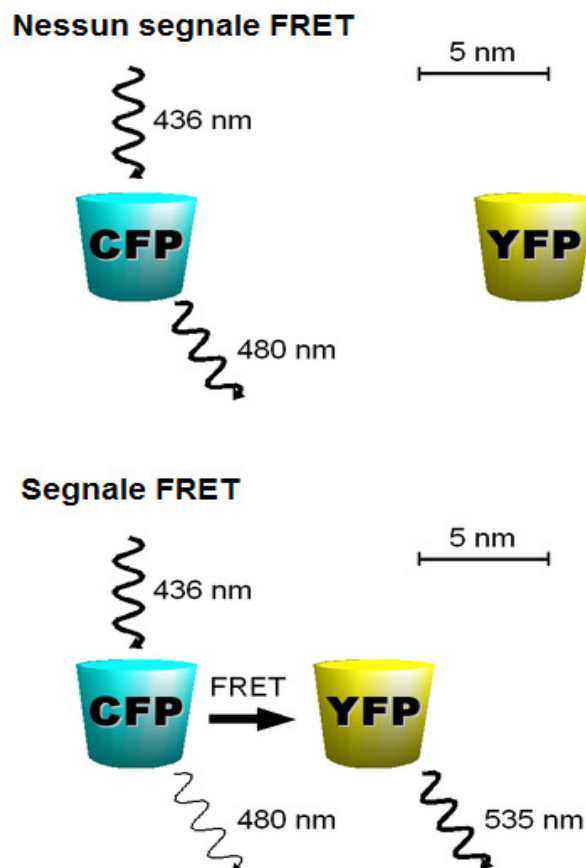 Nessun segnale FRET
5 nm
436 nm
CFP
YFP
480 nm
Segnale FRET
5 nm
436 nm
FRET
CFP
YFP
480 nm
535 nm